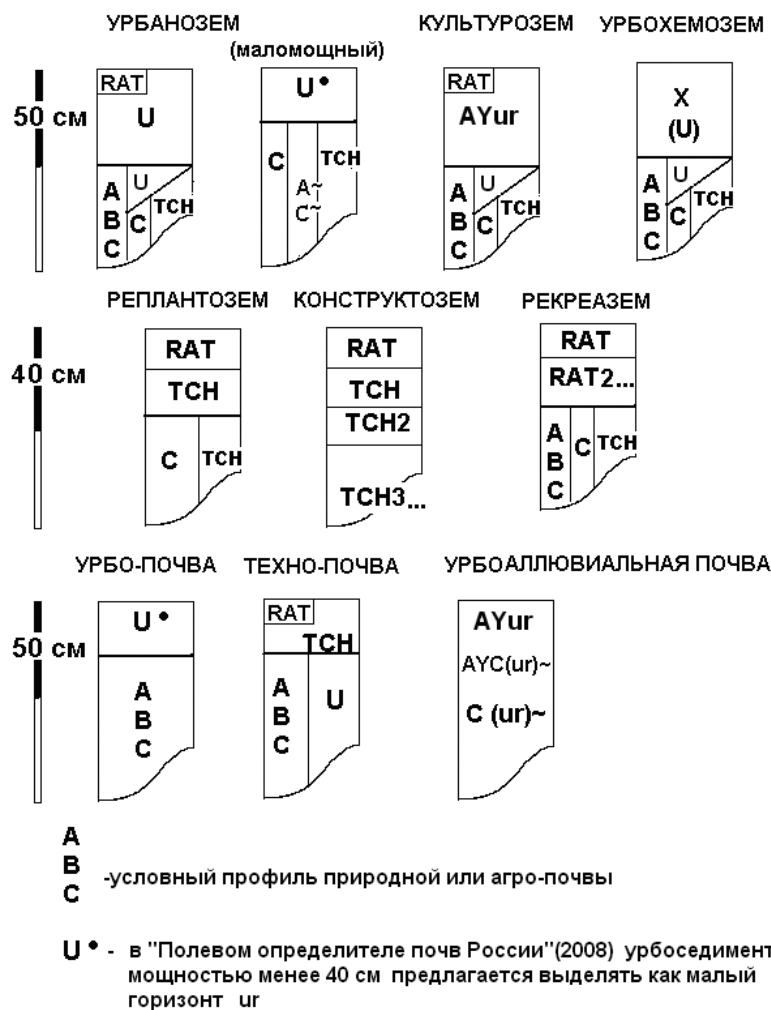 УРБАНОЗЕМ
(маломощный)
КУЛЬТУРОЗЕМ
УРБОХЕМОЗЕМ
50 см
RAT
U
A
B
C
U
C
TCH
U •
C
A~
C~
TCH
RAT
AYur
A
B
C
U
C
TCH
X
(U)
A
B
C
U
C
TCH
РЕПЛАНТОЗЕМ
КОНСТРУКТОЗЕМ
РЕКРЕАЗЕМ
40 см
RAT
TCH
C
TCH
RAT
TCH
TCH2
TCH3...
RAT
RAT2...
A
B
C
C
TCH
УРБО-ПОЧВА
ТЕХНО-ПОЧВА
УРБОАЛЛЮВИАЛЬНАЯ ПОЧВА
50 см
U •
A
B
C
RAT
TCH
A
B
C
U
AYur
AYC(ur)~
C (ur)~
A
B
C
-условный профиль природной или агро-почвы
U • - в "Полевом определителе почв России"(2008) урбоседимент
мощностью менее 40 см предлагается выделять как малый
горизонт ur